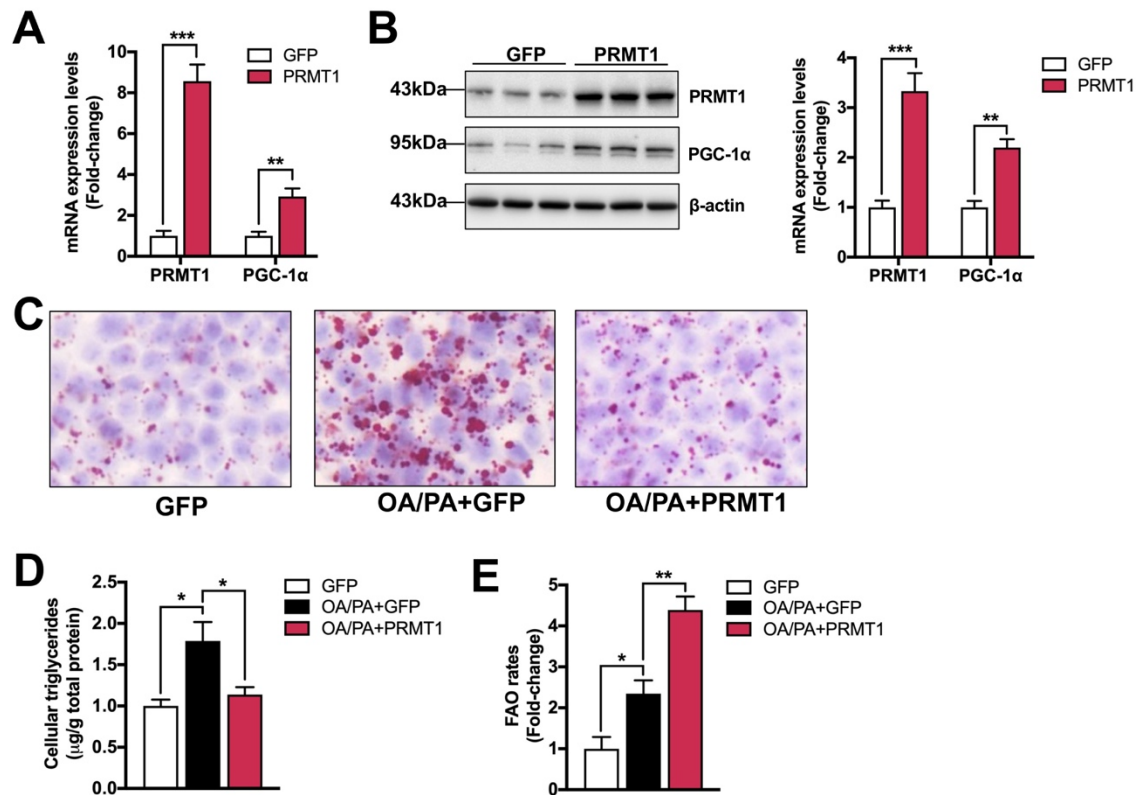 A
mRNA expression levels
(Fold-change)
10
8
6
4
2
0
***
**
PRMT1
PGC-1α
GFP
PRMT1
B
GFP
PRMT1
43kDa
PRMT1
95kDa
PGC-1α
43kDa
β-actin
mRNA expression levels
(Fold-change)
4
3
2
1
0
***
**
PRMT1
PGC-1α
GFP
PRMT1
C
GFP
OA/PA+GFP
OA/PA+PRMT1
D
Cellular triglycerides
(μg/g total protein)
2.5
2.0
1.5
1.0
0.5
0.0
*
*
GFP
OA/PA+GFP
OA/PA+PRMT1
E
FAO rates
(Fold-change)
5
4
3
2
1
0
*
**
GFP
OA/PA+GFP
OA/PA+PRMT1